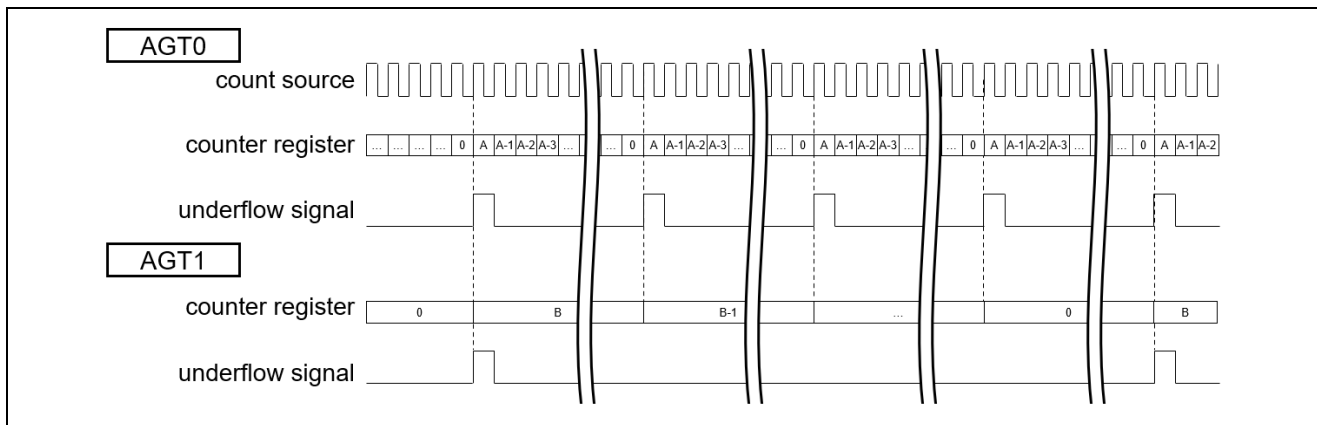 AGT0
count source
counter register
... ... ... ... 0 A A-1 A-2 A-3 ... ... 0 A A-1 A-2 A-3 ... ... 0 A A-1 A-2 A-3 ... ... 0 A A-1 A-2 A-3 ... ... 0 A A-1 A-2
underflow signal
AGT1
counter register
0 B B-1 ... 0 B
underflow signal